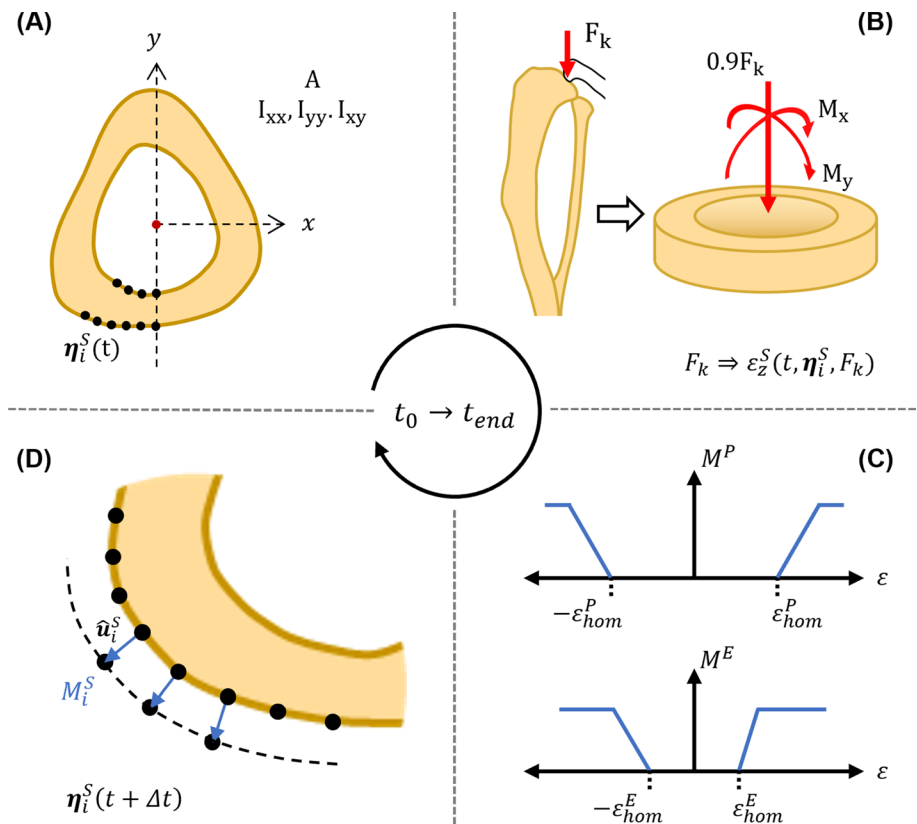 (A)
y
A
I_xx, I_yy. I_xy
x
η_i^S(t)
(B)
F_k
0.9F_k
M_x
M_y
F_k ⇒ ε_z^S(t, η_i^S, F_k)
t_0 → t_end
(D)
û_i^S
M_i^S
η_i^S(t + Δt)
(C)
M^P
ε
−ε_hom^P
ε_hom^P
M^E
ε
−ε_hom^E
ε_hom^E